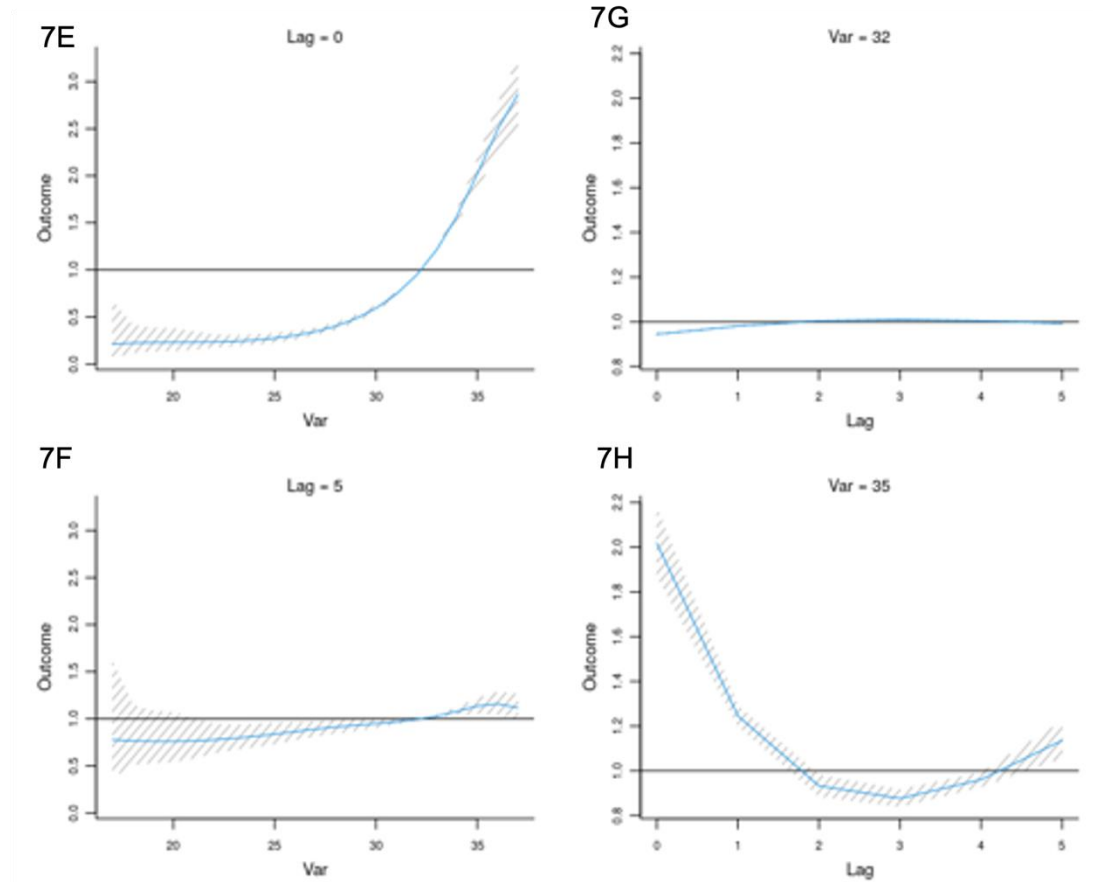 7E
Lag = 0
Outcome
0.0 0.5 1.0 1.5 2.0 2.5 3.0
20 25 30 35
Var
7G
Var = 32
Outcome
0.8 1.0 1.2 1.4 1.6 1.8 2.0 2.2
0 1 2 3 4 5
Lag
7F
Lag = 5
Outcome
0.0 0.5 1.0 1.5 2.0 2.5 3.0
20 25 30 35
Var
7H
Var = 35
Outcome
0.8 1.0 1.2 1.4 1.6 1.8 2.0 2.2
0 1 2 3 4 5
Lag